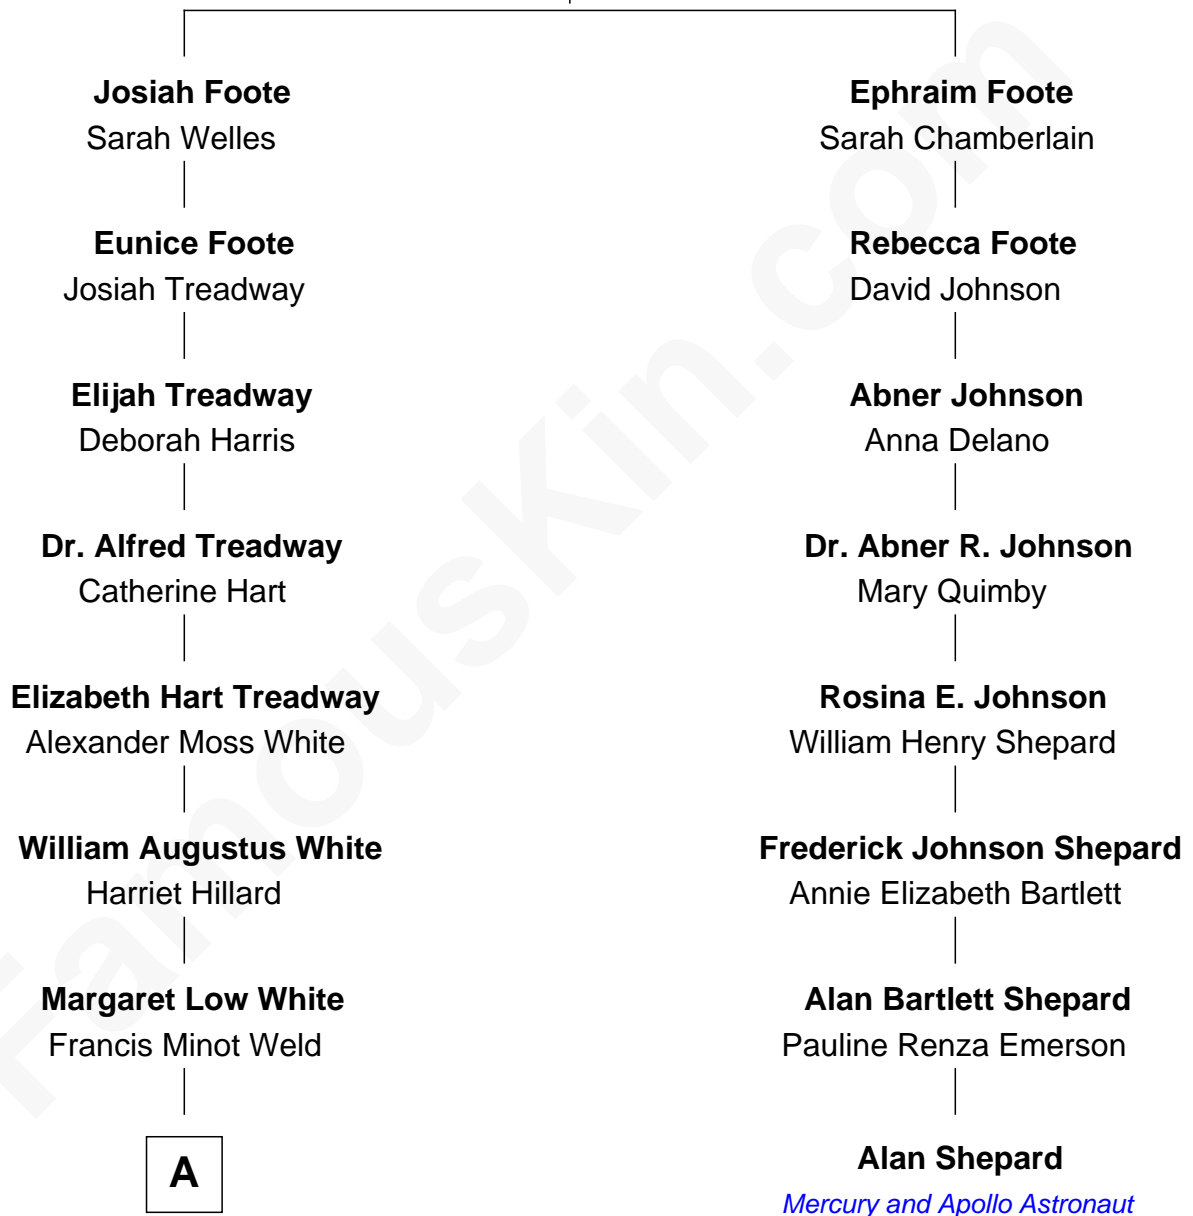 Josiah Foote
Sarah Welles
Eunice Foote
Josiah Treadway
Elijah Treadway
Deborah Harris
Dr. Alfred Treadway
Catherine Hart
Elizabeth Hart Treadway
Alexander Moss White
William Augustus White
Harriet Hillard
Margaret Low White
Francis Minot Weld
A
Ephraim Foote
Sarah Chamberlain
Rebecca Foote
David Johnson
Abner Johnson
Anna Delano
Dr. Abner R. Johnson
Mary Quimby
Rosina E. Johnson
William Henry Shepard
Frederick Johnson Shepard
Annie Elizabeth Bartlett
Alan Bartlett Shepard
Pauline Renza Emerson
Alan Shepard
Mercury and Apollo Astronaut
FamousKin.com